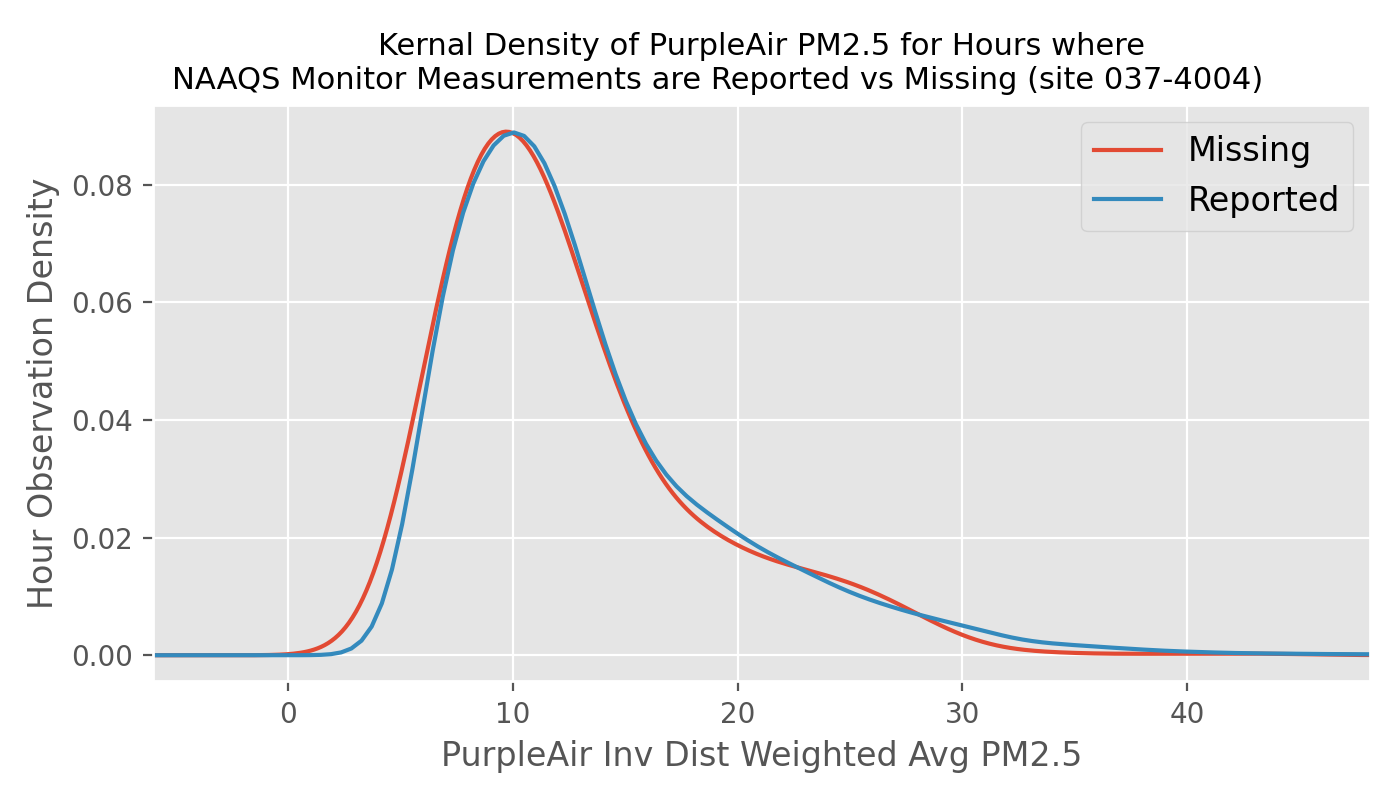 Kernal Density of PurpleAir PM2.5 for Hours where
NAAQS Monitor Measurements are Reported vs Missing (site 037-4004)
Missing
Reported
Hour Observation Density
0.08
0.06
0.04
0.02
0.00
0 10 20 30 40
PurpleAir Inv Dist Weighted Avg PM2.5